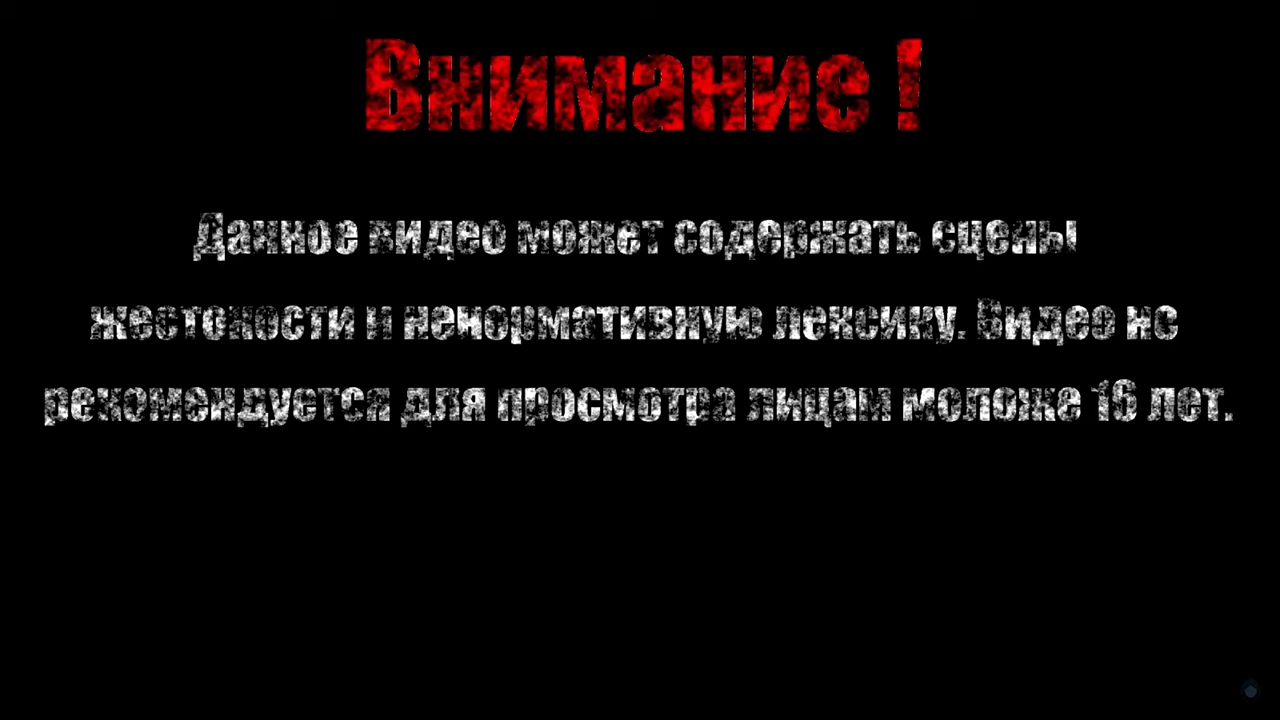 Внимание !
Данное видео может содержать сцены
жестокости и ненормативную лексику. Видео не
рекомендуется для просмотра лицам моложе 16 лет.